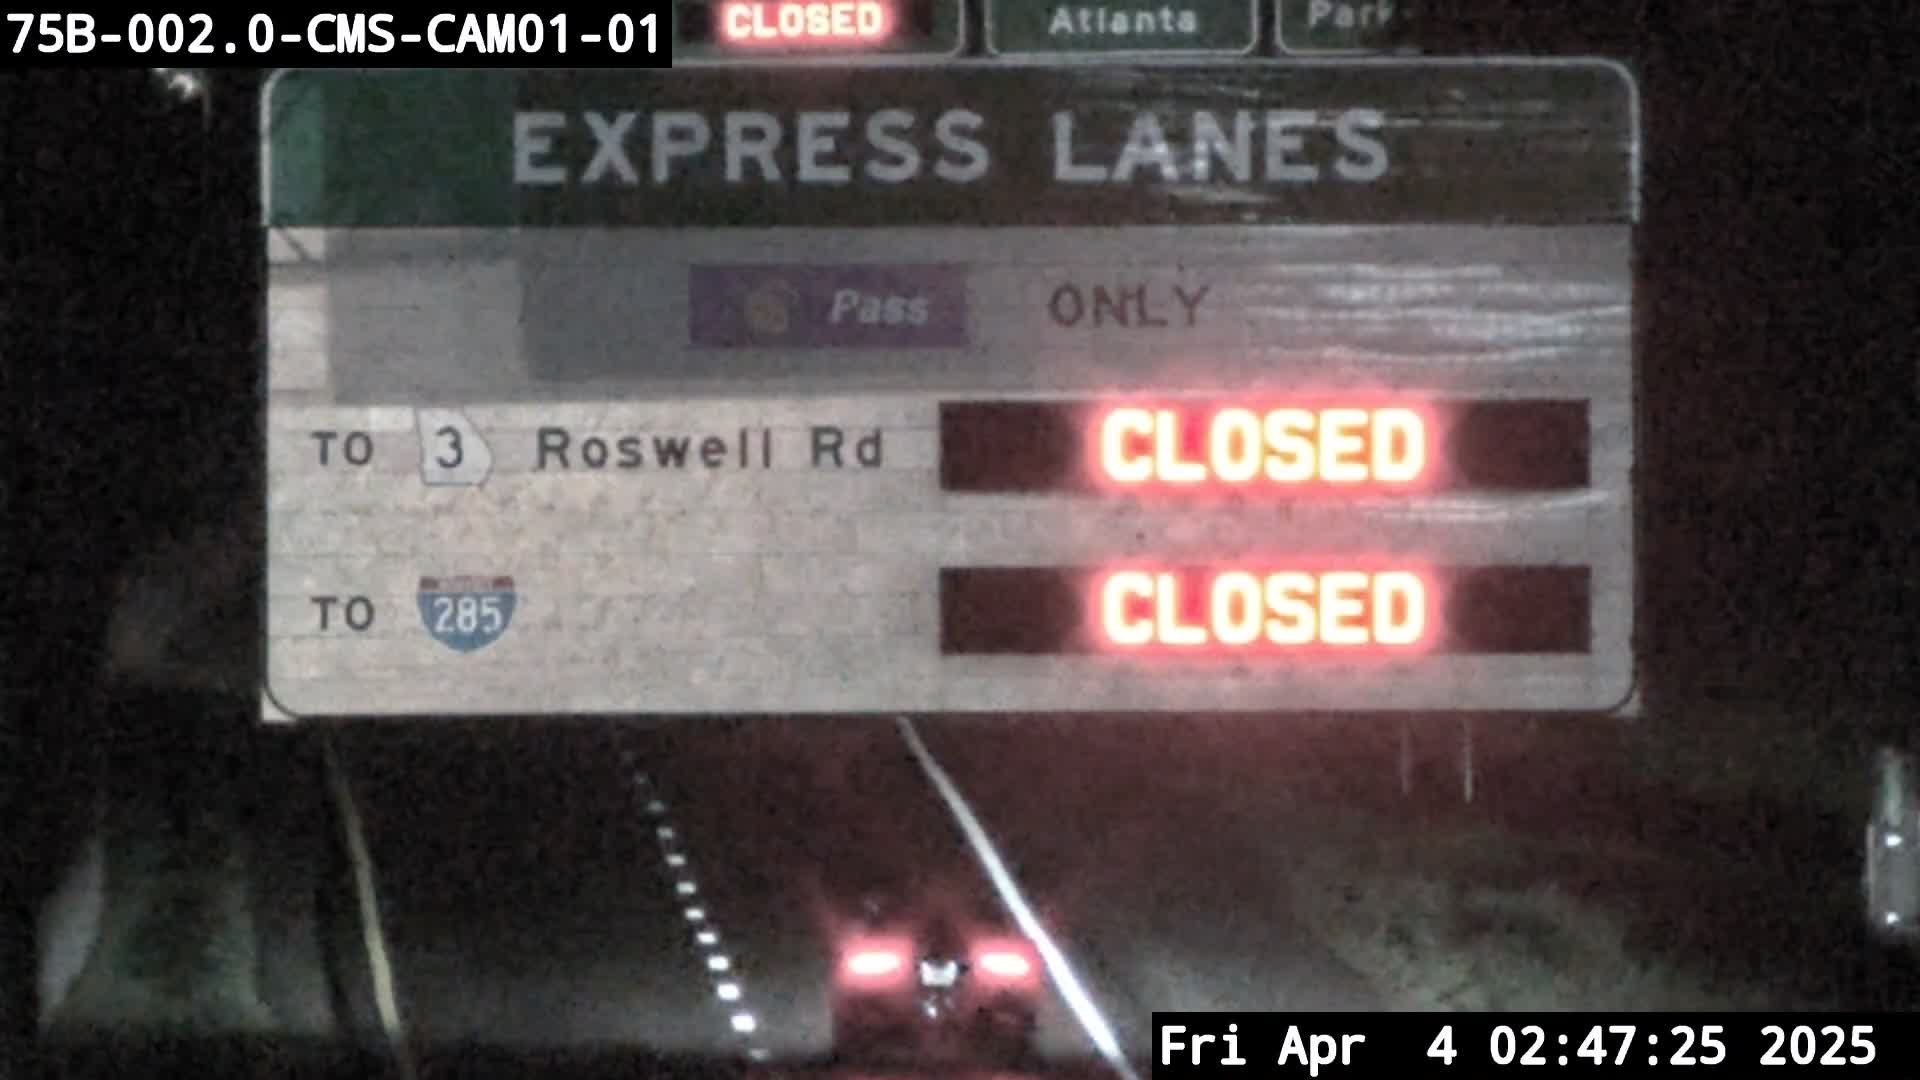 75B-002.0-CMS-CAM01-01
CLOSED
Atlanta
Park
EXPRESS LANES
Pass ONLY
TO 3 Roswell Rd CLOSED
TO 285 CLOSED
Fri Apr 4 02:47:25 2025